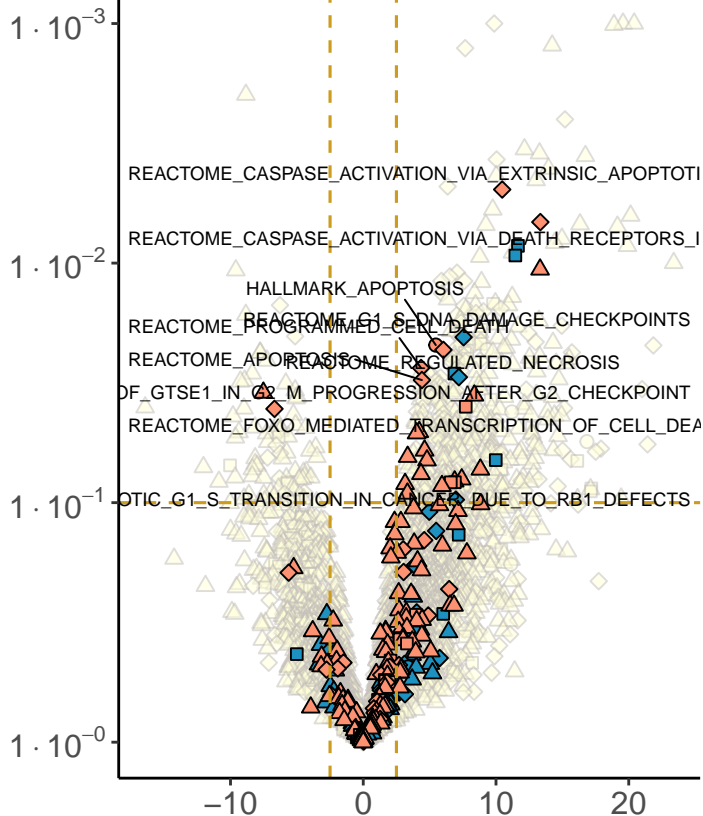 1 · 10⁻³
REACTOME_CASPASE_ACTIVATION_VIA_EXTRINSIC_APOPTOTI
REACTOME_CASPASE_ACTIVATION_VIA_DEATH_RECEPTORS_I
1 · 10⁻²
HALLMARK_APOPTOSIS
REACTOME_G1_S_DNA_DAMAGE_CHECKPOINTS
REACTOME_PROGRAMMED_CELL_DEATH
REACTOME_APOPTOSIS
REACTOME_REGULATED_NECROSIS
OF_GTSE1_IN_G2_M_PROGRESSION_AFTER_G2_CHECKPOINT
REACTOME_FOXO_MEDIATED_TRANSCRIPTION_OF_CELL_DEA
1 · 10⁻¹
OTIC_G1_S_TRANSITION_IN_CANCER_DUE_TO_RB1_DEFECTS
1 · 10⁻⁰
−10 0 10 20